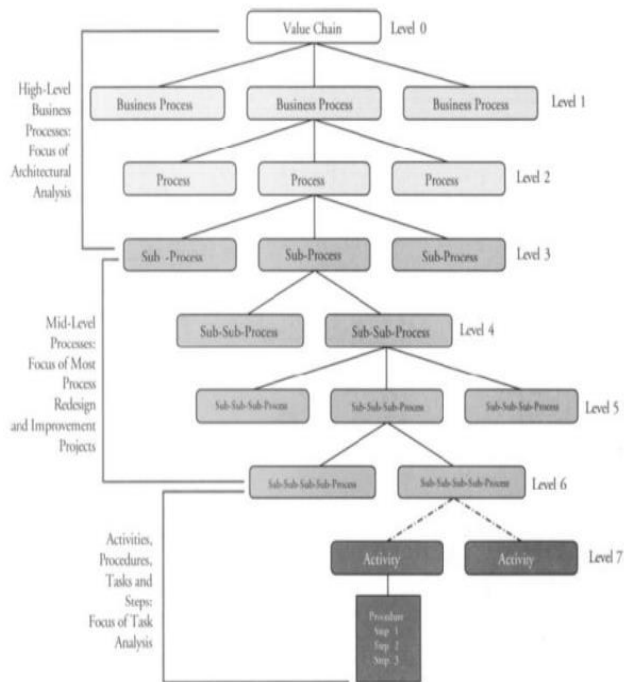 Value Chain Level 0
High-Level
Business
Processes:
Focus of
Architectural
Analysis
Business Process Business Process Business Process Level 1
Process Process Process Level 2
Sub -Process Sub-Process Sub-Process Level 3
Mid-Level
Processes:
Focus of Most
Process
Redesign
and Improvement
Projects
Sub-Sub-Process Sub-Sub-Process Level 4
Sub-Sub-Sub-Process Sub-Sub-Sub-Process Sub-Sub-Sub-Process Level 5
Sub-Sub-Sub-Sub-Process Sub-Sub-Sub-Sub-Process Level 6
Activities,
Procedures,
Tasks and
Steps:
Focus of Task
Analysis
Activity Activity Level 7
Procedure
Step 1
Step 2
Step 3